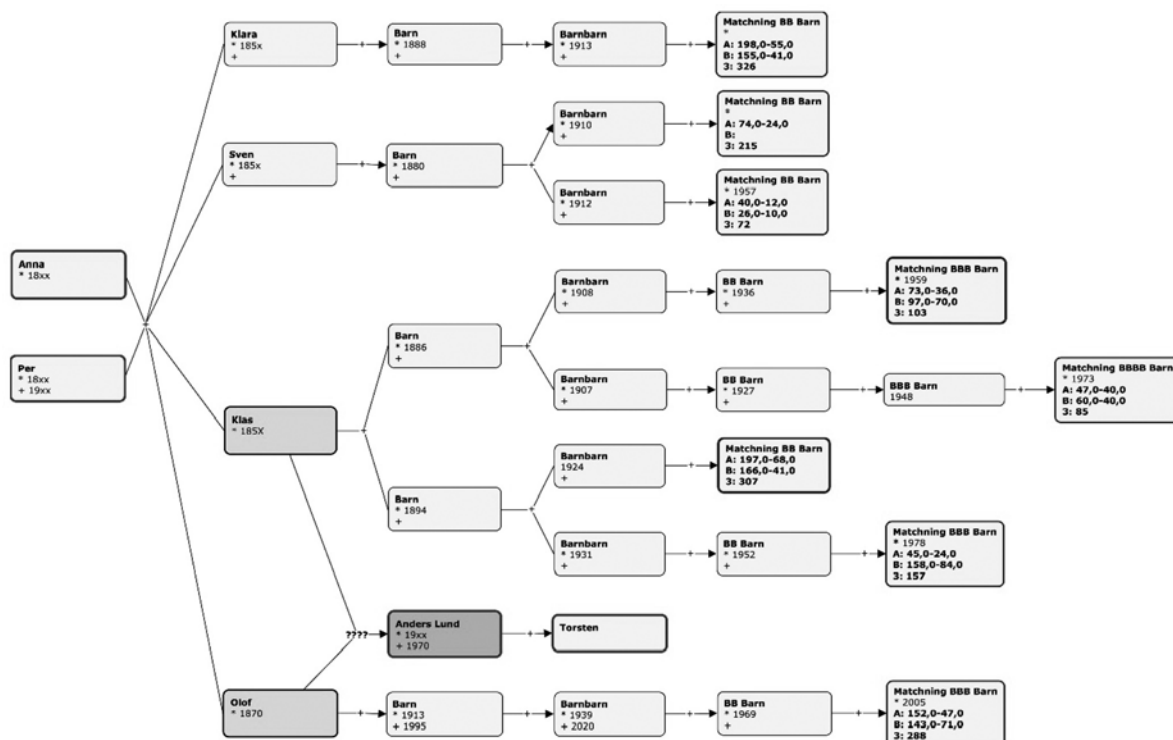 Klara
* 185x
+
Barn
* 1888
+
Barnbarn
* 1913
+
Matchning BB Barn
*
A: 198,0-55,0
B: 155,0-41,0
3: 326
Sven
* 185x
+
Barn
* 1880
+
Barnbarn
* 1910
+
Matchning BB Barn
*
A: 74,0-24,0
B:
3: 215
Barnbarn
* 1912
+
Matchning BB Barn
* 1957
A: 40,0-12,0
B: 26,0-10,0
3: 72
Anna
* 18xx
Per
* 18xx
+ 19xx
Klas
* 185X
Barn
* 1886
+
Barnbarn
* 1908
+
BB Barn
* 1936
+
Matchning BBB Barn
* 1959
A: 73,0-36,0
B: 97,0-70,0
3: 103
Barnbarn
* 1907
+
BB Barn
* 1927
+
BBB Barn
1948
Matchning BBBB Barn
* 1973
A: 47,0-40,0
B: 60,0-40,0
3: 85
Barn
* 1894
+
Barnbarn
1924
+
Matchning BB Barn
A: 197,0-68,0
B: 166,0-41,0
3: 307
Barnbarn
* 1931
+
BB Barn
* 1952
+
Matchning BBB Barn
* 1978
A: 45,0-24,0
B: 158,0-84,0
3: 157
????
Anders Lund
* 19xx
+ 1970
Torsten
Olof
* 1870
Barn
* 1913
+ 1995
Barnbarn
* 1939
+ 2020
BB Barn
* 1969
+
Matchning BBB Barn
* 2005
A: 152,0-47,0
B: 143,0-71,0
3: 288